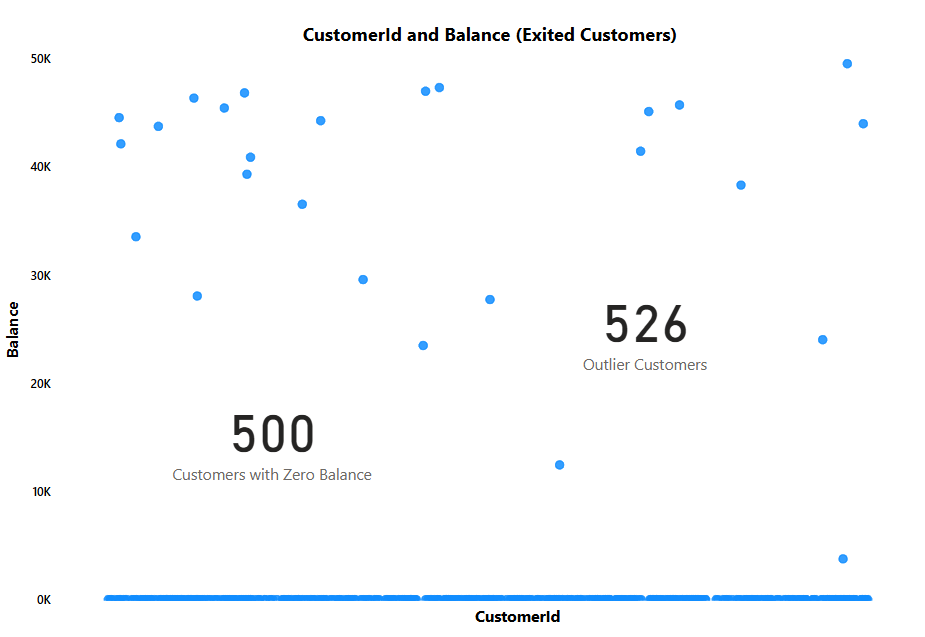 CustomerId and Balance (Exited Customers)
50K
40K
30K
20K
10K
0K
Balance
526
Outlier Customers
500
Customers with Zero Balance
CustomerId